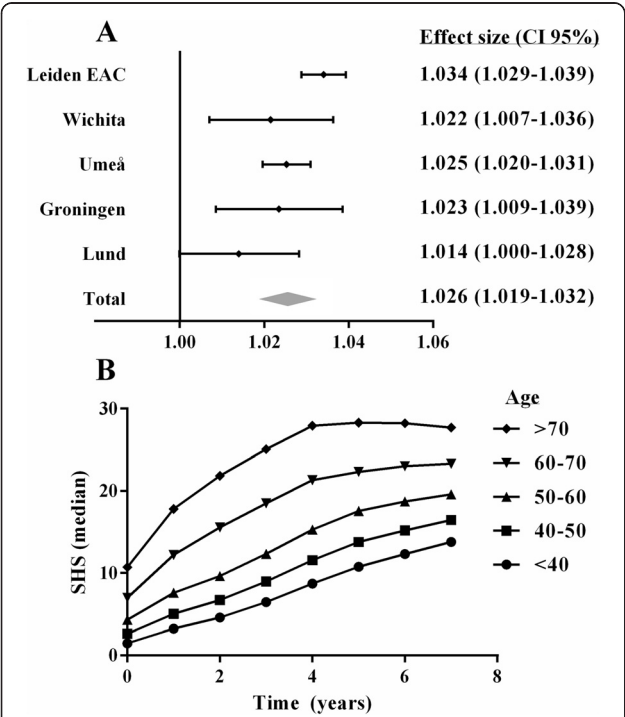 A
Effect size (CI 95%)
Leiden EAC 1.034 (1.029-1.039)
Wichita 1.022 (1.007-1.036)
Umeå 1.025 (1.020-1.031)
Groningen 1.023 (1.009-1.039)
Lund 1.014 (1.000-1.028)
Total 1.026 (1.019-1.032)
1.00 1.02 1.04 1.06
B
SHS (median)
30
20
10
0
0 2 4 6 8
Time (years)
Age
>70
60-70
50-60
40-50
<40